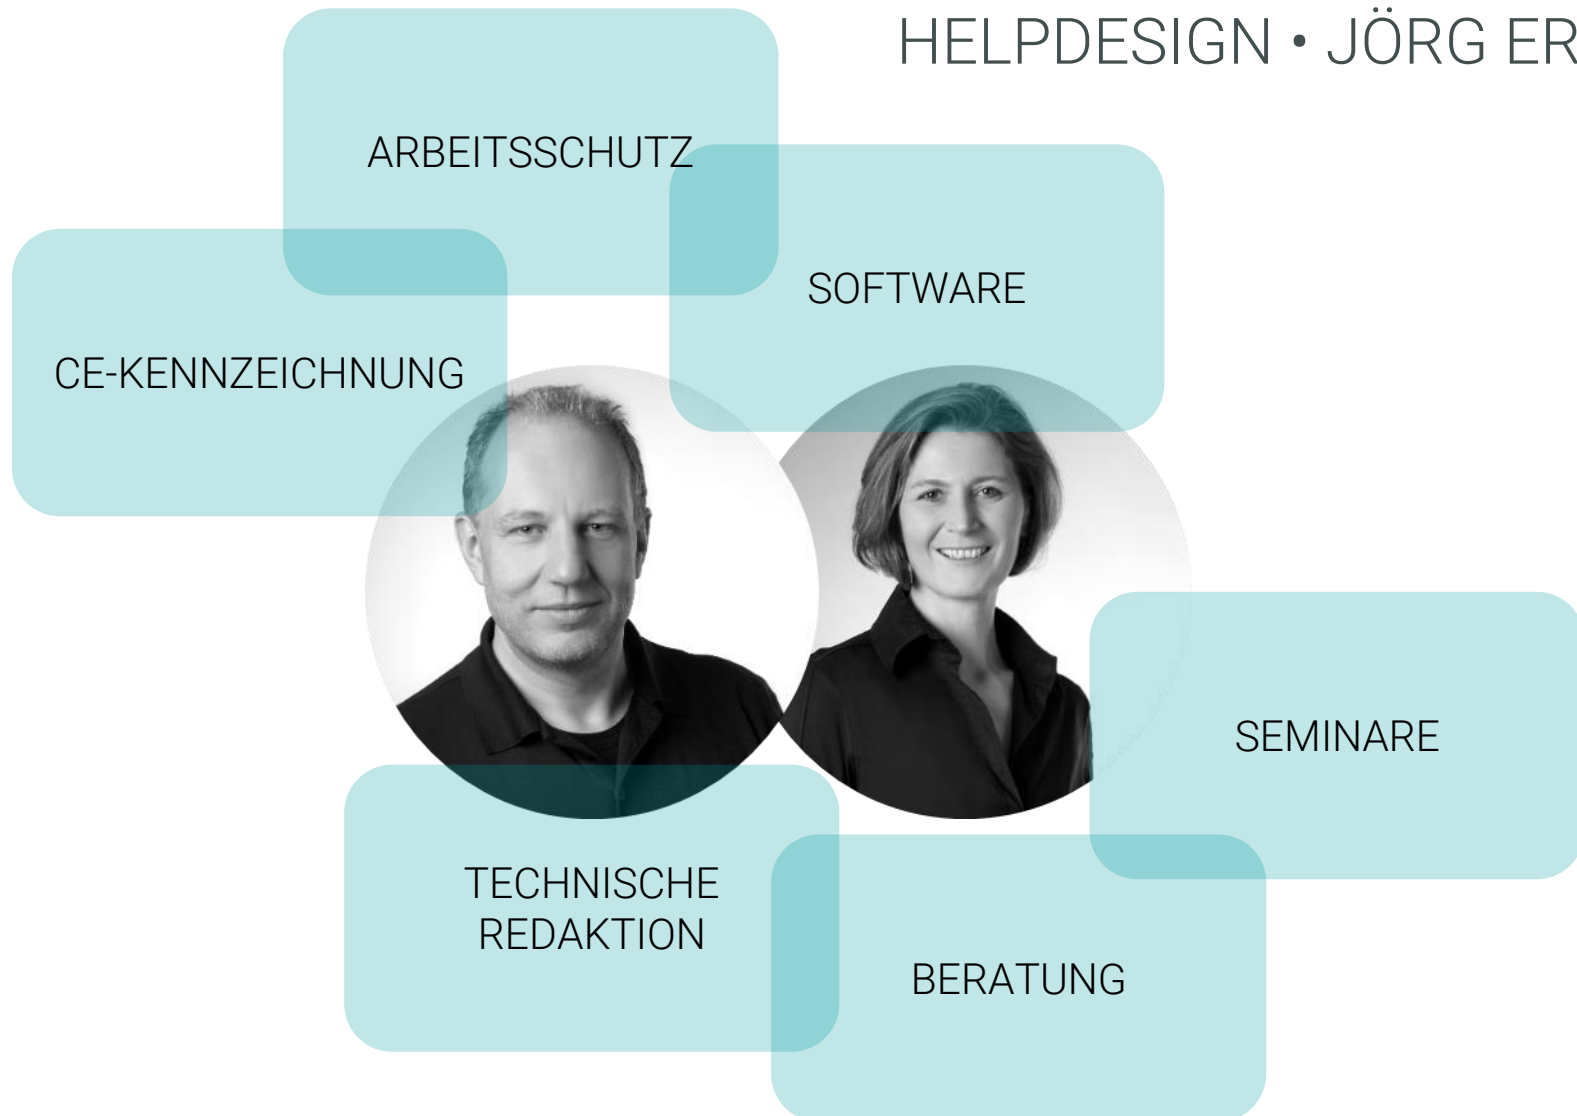 HELPDESIGN • JÖRG ER
ARBEITSSCHUTZ
SOFTWARE
CE-KENNZEICHNUNG
SEMINARE
TECHNISCHE
REDAKTION
BERATUNG